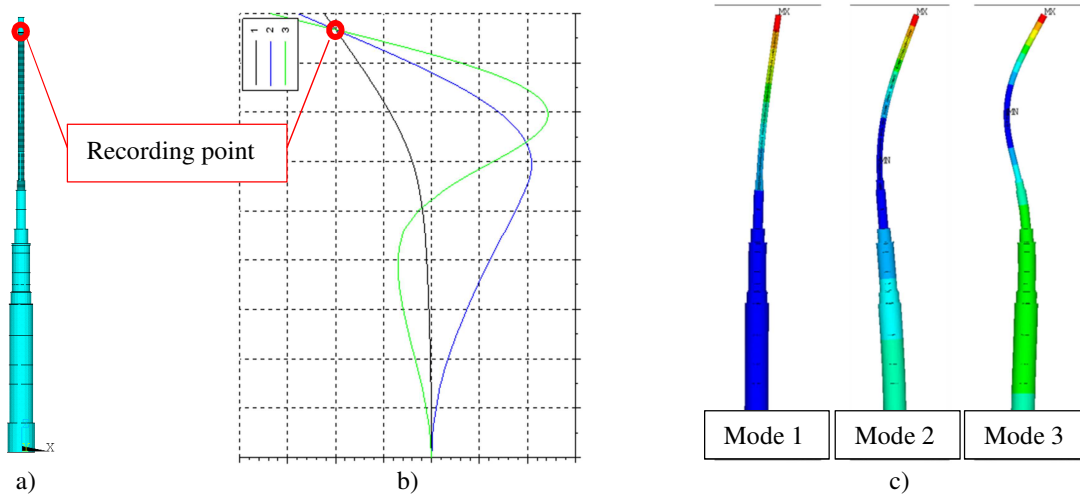 Recording point
X
1
2
3
MX
MX
MX
MN
MN
Mode 1
Mode 2
Mode 3
a)
b)
c)